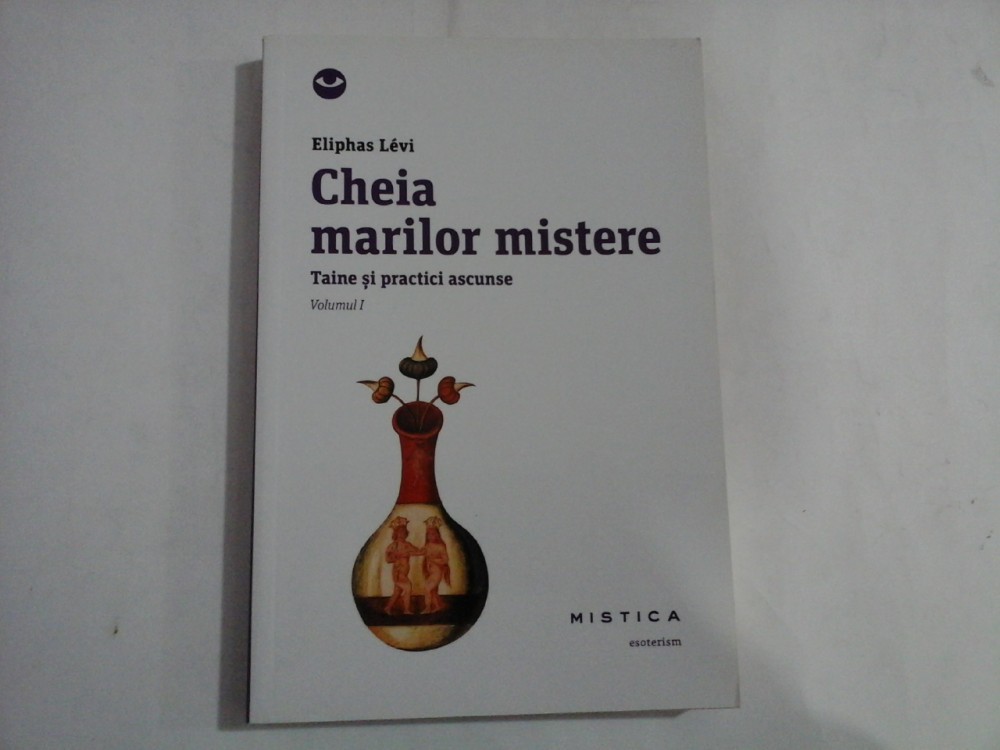 Eliphas Lévi
Cheia
marilor mistere
Taine și practici ascunse
Volumul I
MISTICA
esoterism